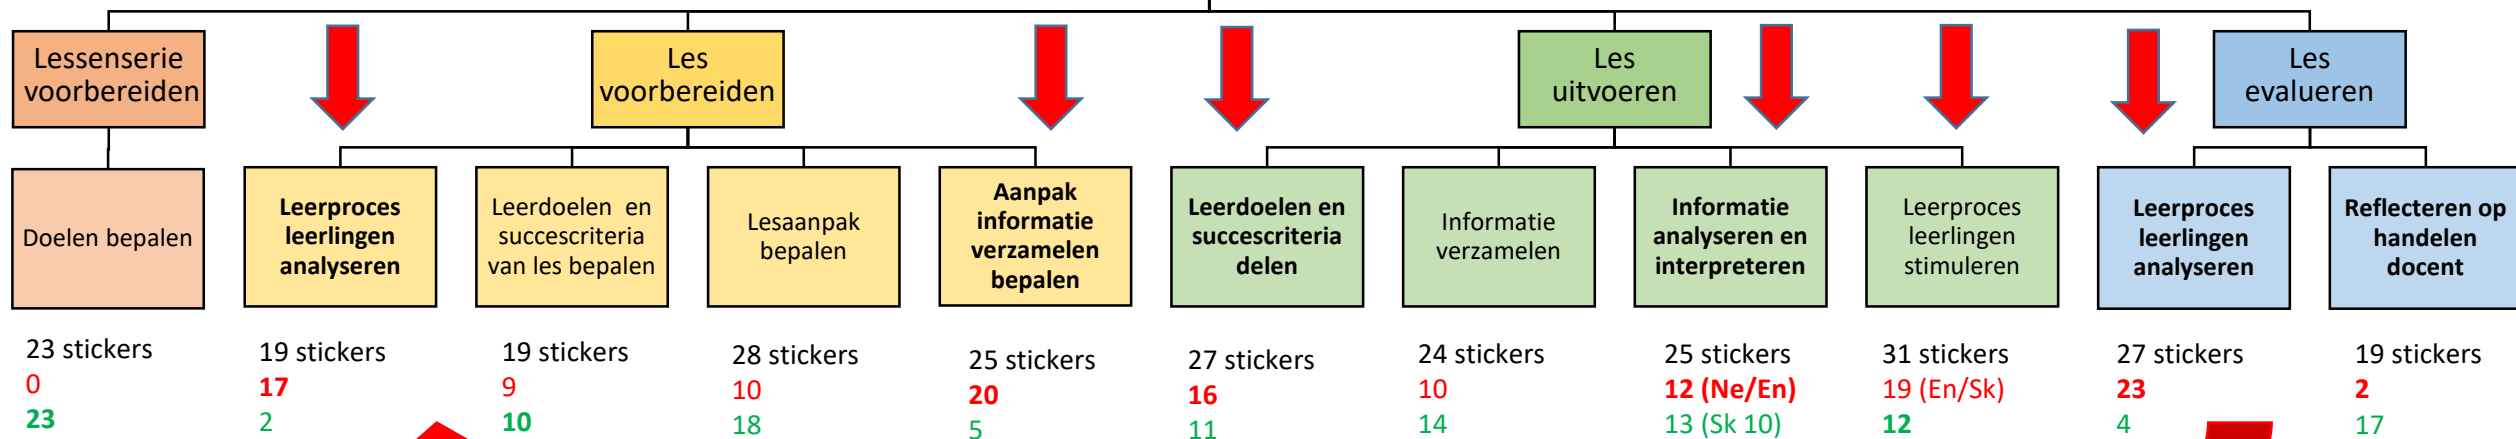 Lessenserie
voorbereiden
Les
voorbereiden
Les
uitvoeren
Les
evalueren
Doelen bepalen
Leerproces
leerlingen
analyseren
Leerdoelen en
succescriteria
van les bepalen
Lesaanpak
bepalen
Aanpak
informatie
verzamelen
bepalen
Leerdoelen en
succescriteria
delen
Informatie
verzamelen
Informatie
analyseren en
interpreteren
Leerproces
leerlingen
stimuleren
Leerproces
leerlingen
analyseren
Reflecteren op
handelen
docent
23 stickers
0
23
19 stickers
17
2
19 stickers
9
10
28 stickers
10
18
25 stickers
20
5
27 stickers
16
11
24 stickers
10
14
25 stickers
12 (Ne/En)
13 (Sk 10)
31 stickers
19 (En/Sk)
12
27 stickers
23
4
19 stickers
2
17